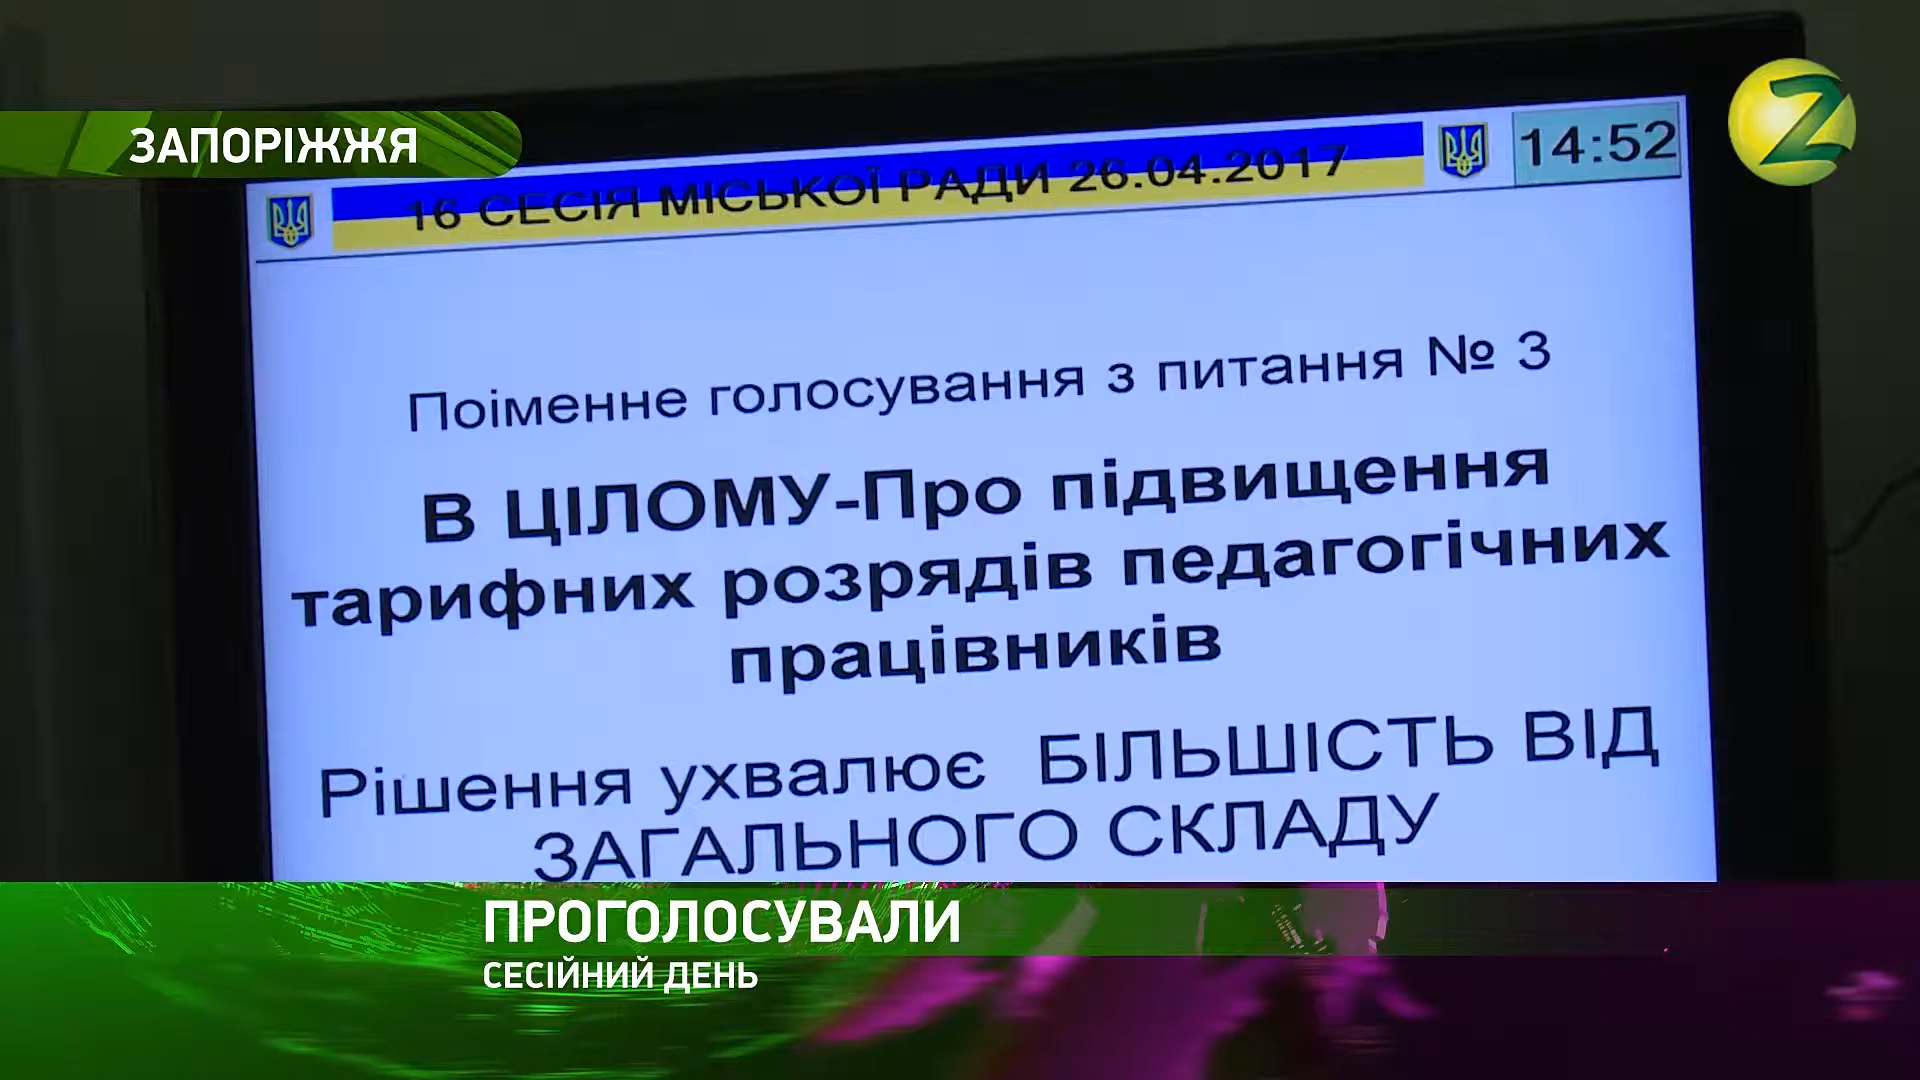 ЗАПОРІЖЖЯ
Z
16 СЕСІЯ МІСЬКОЇ РАДИ 26.04.2017
14:52
Поіменне голосування з питання № 3
В ЦІЛОМУ-Про підвищення
тарифних розрядів педагогічних
працівників
Рішення ухвалює БІЛЬШІСТЬ ВІД
ЗАГАЛЬНОГО СКЛАДУ
ПРОГОЛОСУВАЛИ
СЕСІЙНИЙ ДЕНЬ